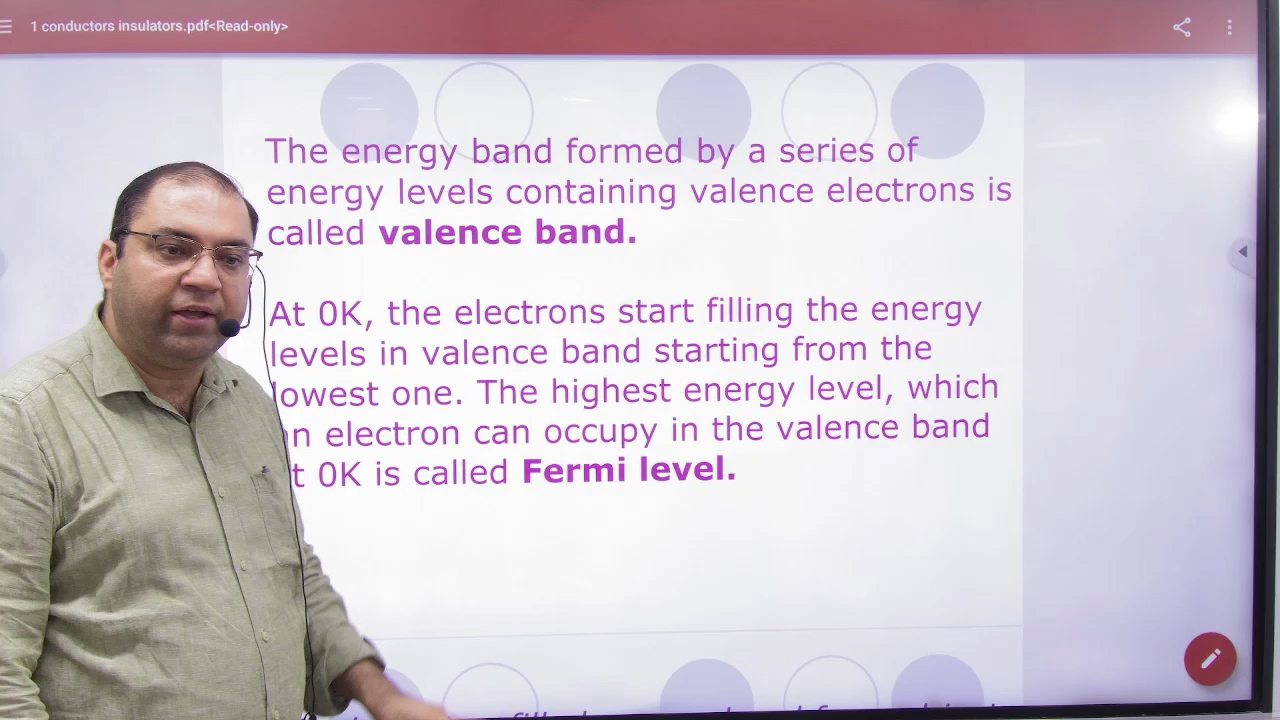 1 conductors insulators.pdf<Read-only>
The energy band formed by a series of
energy levels containing valence electrons is
called valence band.
At 0K, the electrons start filling the energy
levels in valence band starting from the
lowest one. The highest energy level, which
an electron can occupy in the valence band
at 0K is called Fermi level.